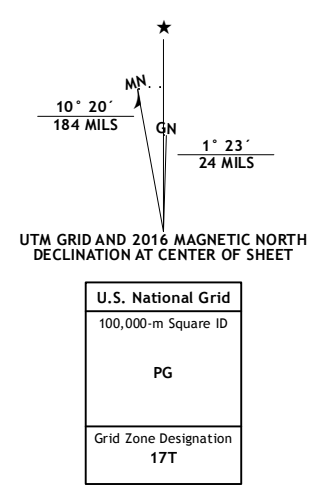 ★
MN
10° 20´
184 MILS
GN
1° 23´
24 MILS
UTM GRID AND 2016 MAGNETIC NORTH
DECLINATION AT CENTER OF SHEET
U.S. National Grid
100,000-m Square ID
PG
Grid Zone Designation
17T